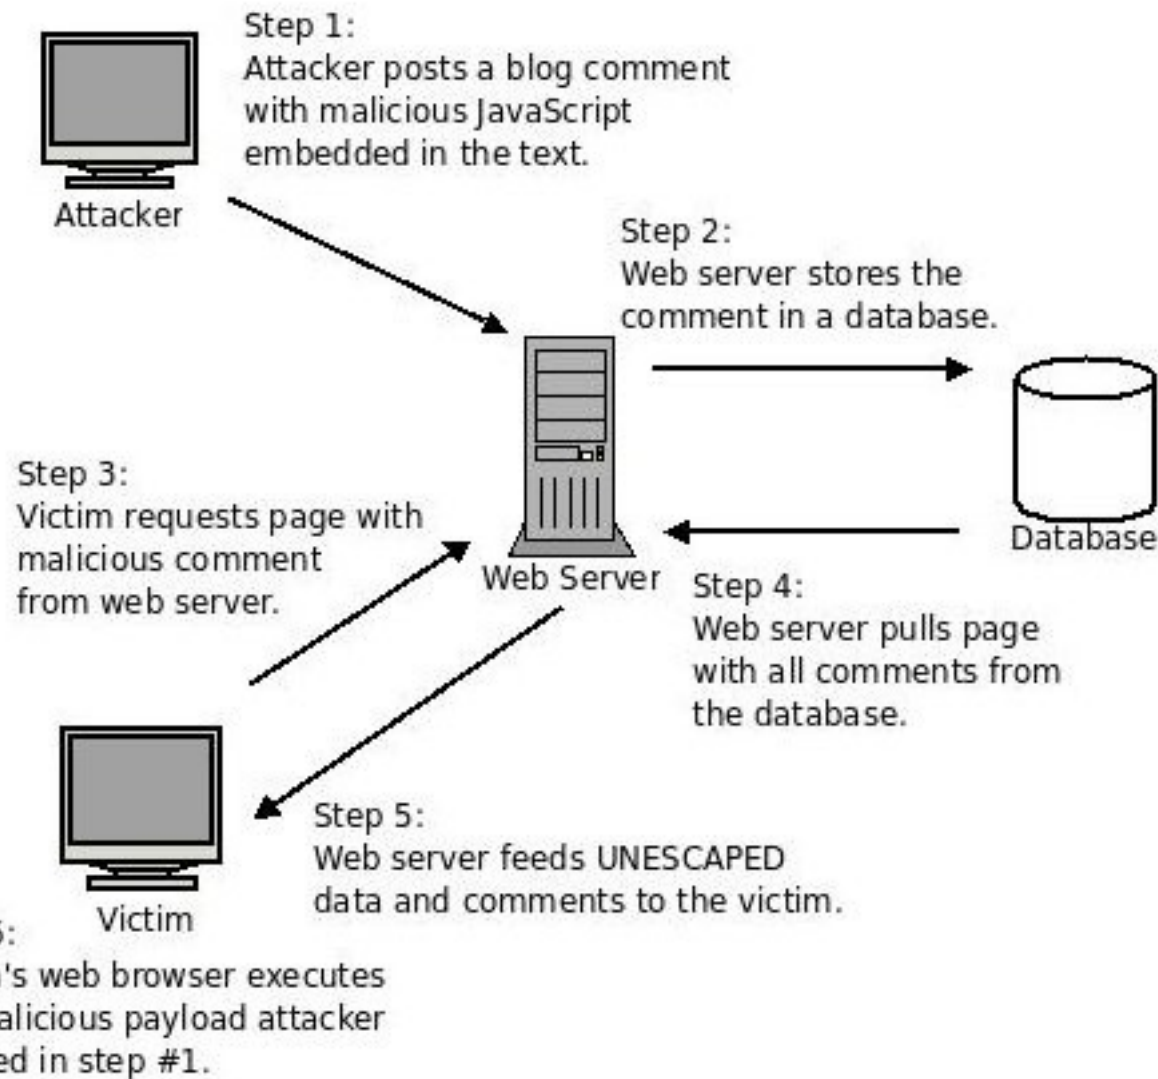 Step 1:
Attacker posts a blog comment
with malicious JavaScript
embedded in the text.
Attacker
Step 2:
Web server stores the
comment in a database.
Step 3:
Victim requests page with
malicious comment
from web server.
Web Server
Database
Step 4:
Web server pulls page
with all comments from
the database.
Step 5:
Web server feeds UNESCAPED
data and comments to the victim.
Victim
web browser executes
payload attacker
in step #1.